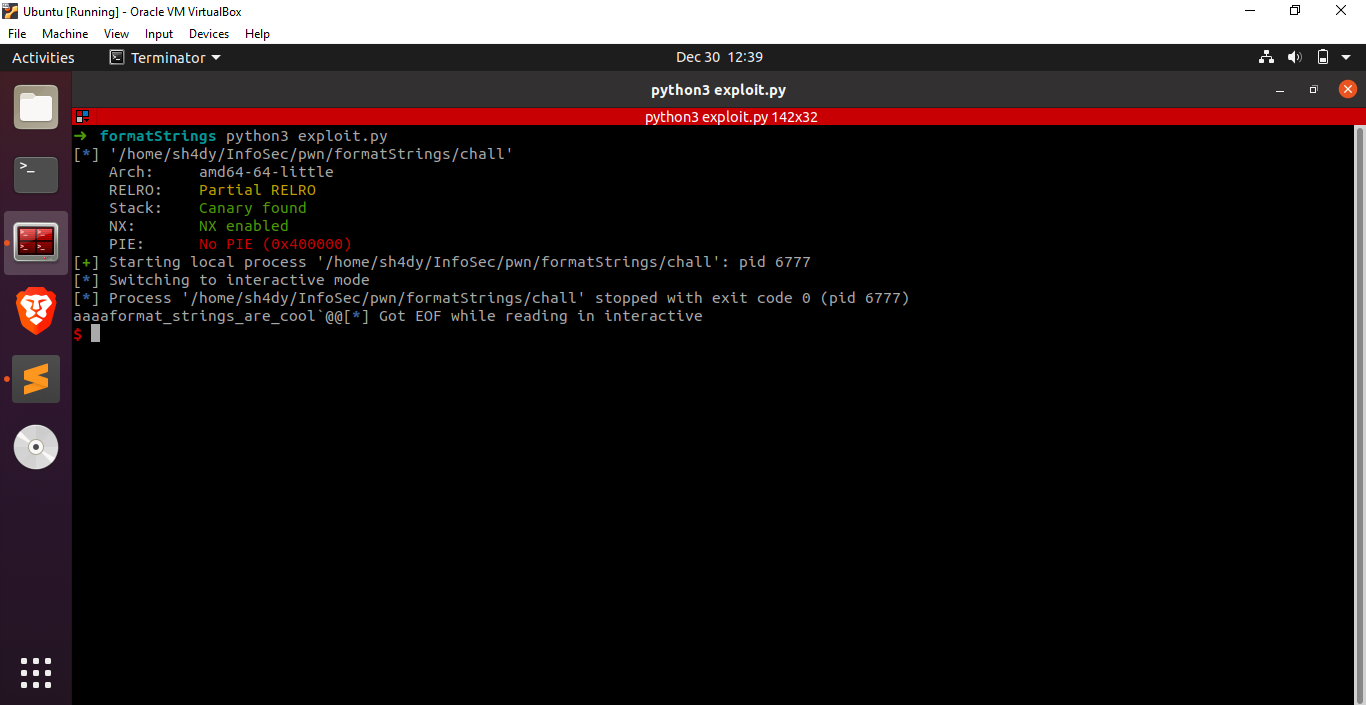 Ubuntu [Running] - Oracle VM VirtualBox
File Machine View Input Devices Help
Activities Terminator Dec 30 12:39
python3 exploit.py
python3 exploit.py 142x32
➜ formatStrings python3 exploit.py
[*] '/home/sh4dy/InfoSec/pwn/formatStrings/chall'
    Arch:     amd64-64-little
    RELRO:    Partial RELRO
    Stack:    Canary found
    NX:       NX enabled
    PIE:      No PIE (0x400000)
[+] Starting local process '/home/sh4dy/InfoSec/pwn/formatStrings/chall': pid 6777
[*] Switching to interactive mode
[*] Process '/home/sh4dy/InfoSec/pwn/formatStrings/chall' stopped with exit code 0 (pid 6777)
aaaaformat_strings_are_cool`@@[*] Got EOF while reading in interactive
$